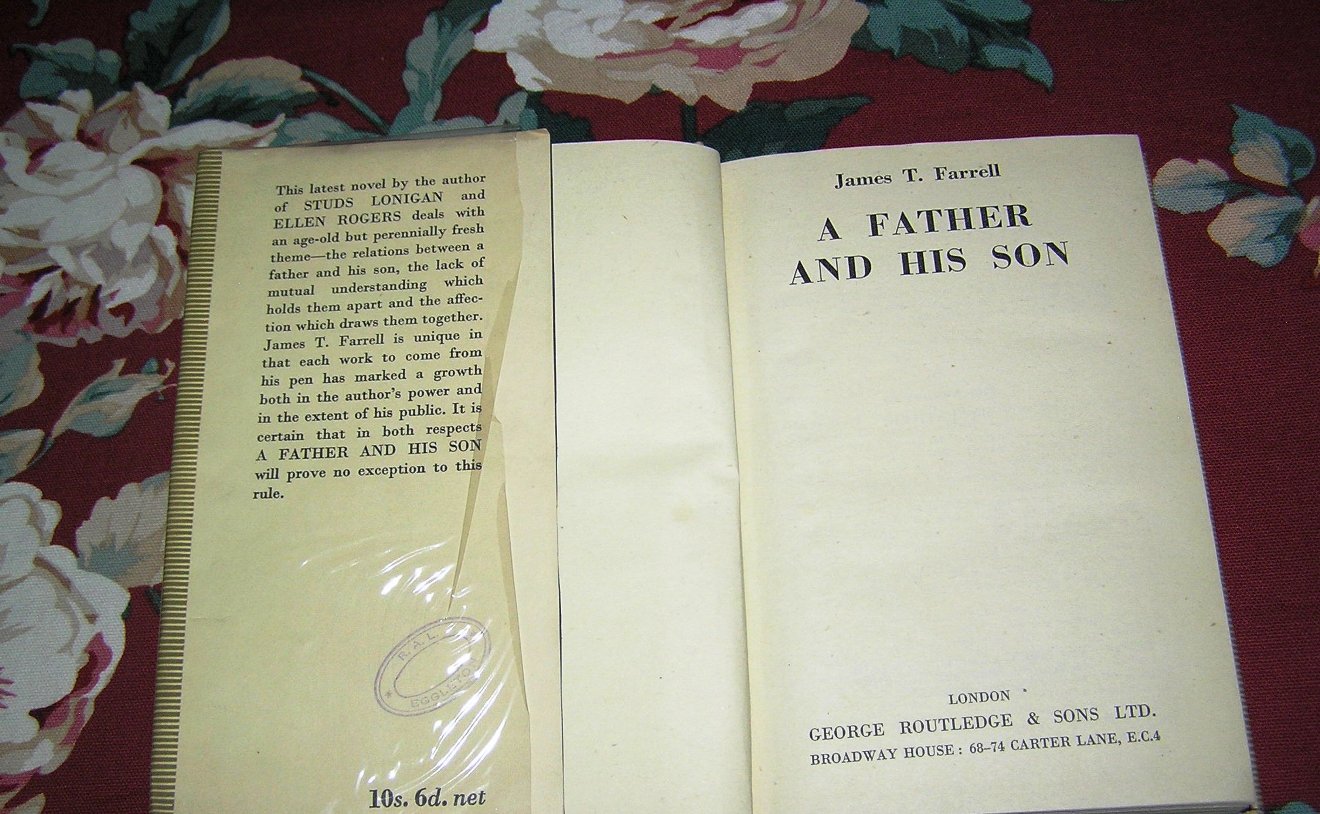 This latest novel by the author
of STUDS LONIGAN and
ELLEN ROGERS deals with
an age-old but perennially fresh
theme—the relations between a
father and his son, the lack of
mutual understanding which
holds them apart and the affec-
tion which draws them together.
James T. Farrell is unique in
that each work to come from
his pen has marked a growth
both in the author's power and
in the extent of his public. It is
certain that in both respects
A FATHER AND HIS SON
will prove no exception to this
rule.
R. A. L.
10s. 6d. net
James T. Farrell
A FATHER
AND HIS SON
LONDON
GEORGE ROUTLEDGE & SONS LTD.
BROADWAY HOUSE : 68–74 CARTER LANE, E.C.4